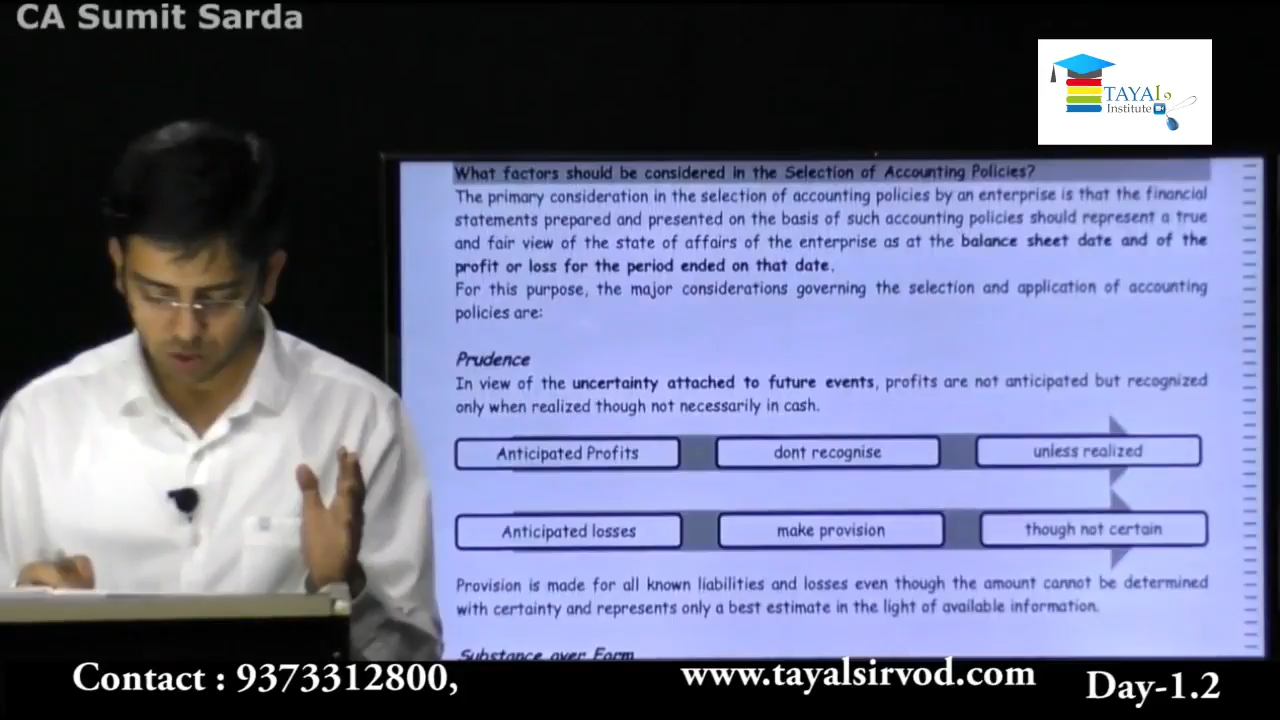 CA Sumit Sarda
TAYAL's
Institute
What factors should be considered in the Selection of Accounting Policies?
The primary consideration in the selection of accounting policies by an enterprise is that the financial
statements prepared and presented on the basis of such accounting policies should represent a true
and fair view of the state of affairs of the enterprise as at the balance sheet date and of the
profit or loss for the period ended on that date.
For this purpose, the major considerations governing the selection and application of accounting
policies are:
Prudence
In view of the uncertainty attached to future events, profits are not anticipated but recognized
only when realized though not necessarily in cash.
Anticipated Profits dont recognise unless realized
Anticipated losses make provision though not certain
Provision is made for all known liabilities and losses even though the amount cannot be determined
with certainty and represents only a best estimate in the light of available information.
Substance over Form
Contact : 9373312800, www.tayalsirvod.com Day-1.2